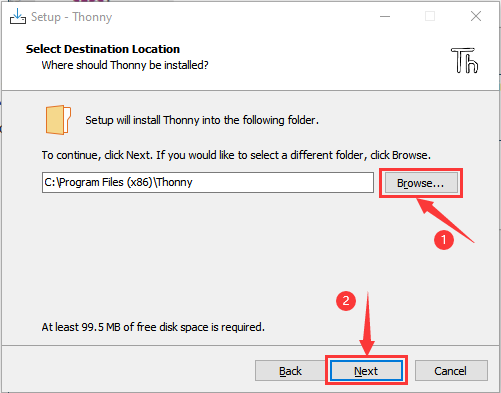 Setup - Thonny
Select Destination Location
Where should Thonny be installed?
Th
Setup will install Thonny into the following folder.
To continue, click Next. If you would like to select a different folder, click Browse.
C:\Program Files (x86)\Thonny
Browse...
1
2
At least 99.5 MB of free disk space is required.
Back
Next
Cancel